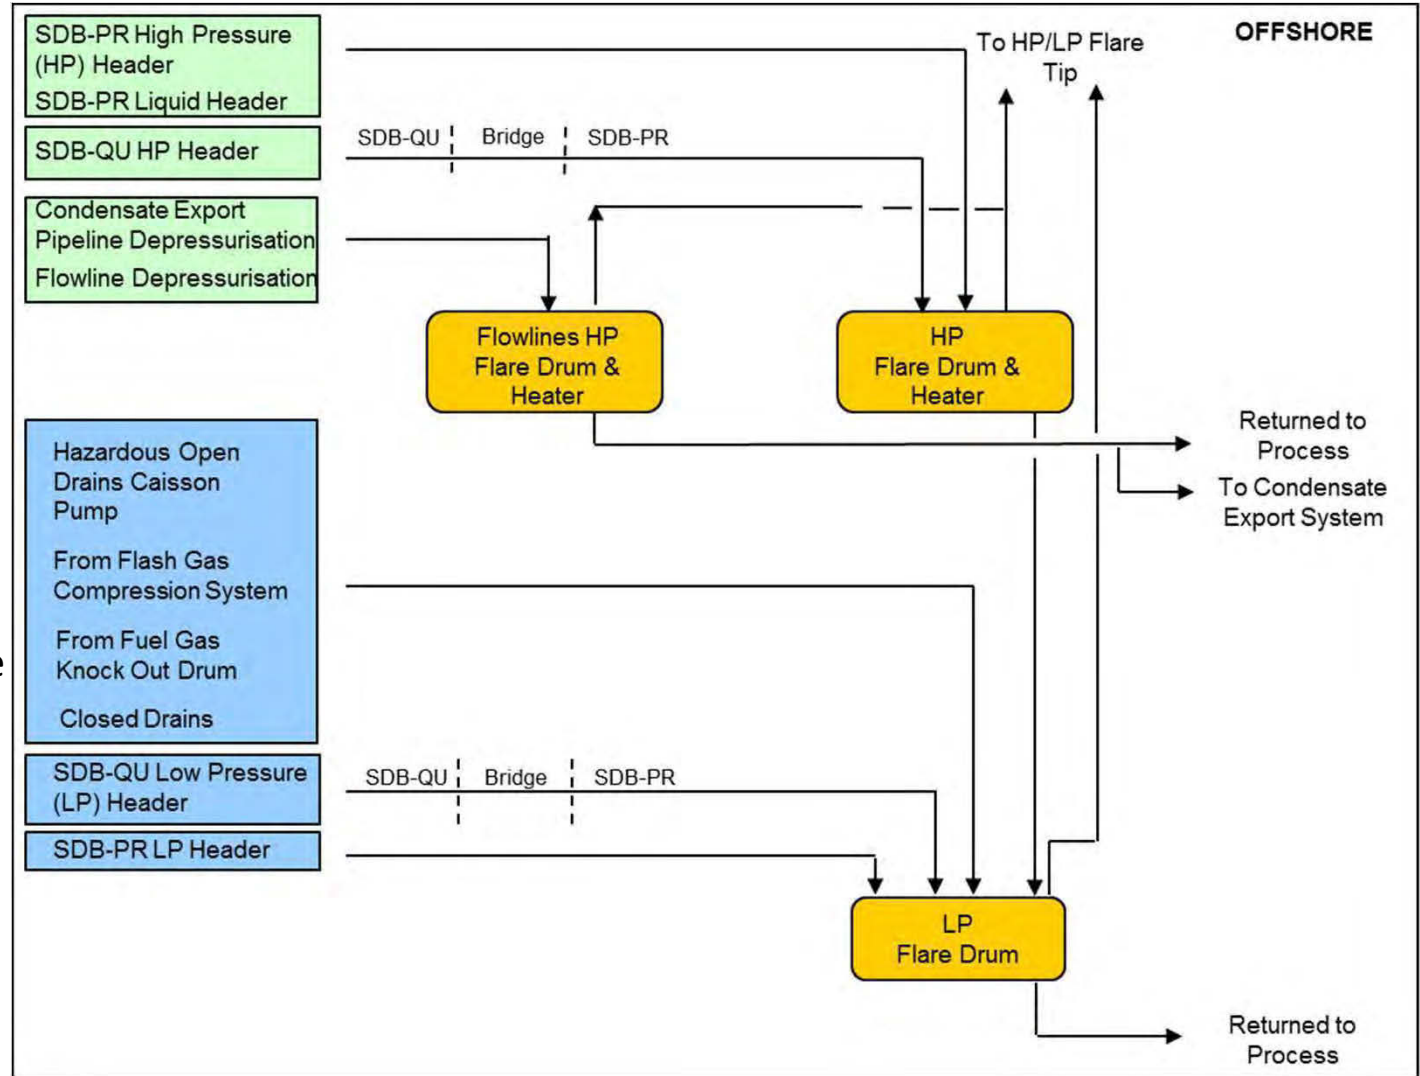 OFFSHORE
SDB-PR High Pressure
(HP) Header
SDB-PR Liquid Header
To HP/LP Flare
Tip
SDB-QU HP Header
SDB-QU
Bridge
SDB-PR
Condensate Export
Pipeline Depressurisation
Flowline Depressurisation
Flowlines HP
Flare Drum &
Heater
HP
Flare Drum &
Heater
Returned to
Process
To Condensate
Export System
Hazardous Open
Drains Caisson
Pump
From Flash Gas
Compression System
From Fuel Gas
Knock Out Drum
Closed Drains
SDB-QU Low Pressure
(LP) Header
SDB-QU
Bridge
SDB-PR
SDB-PR LP Header
LP
Flare Drum
Returned to
Process